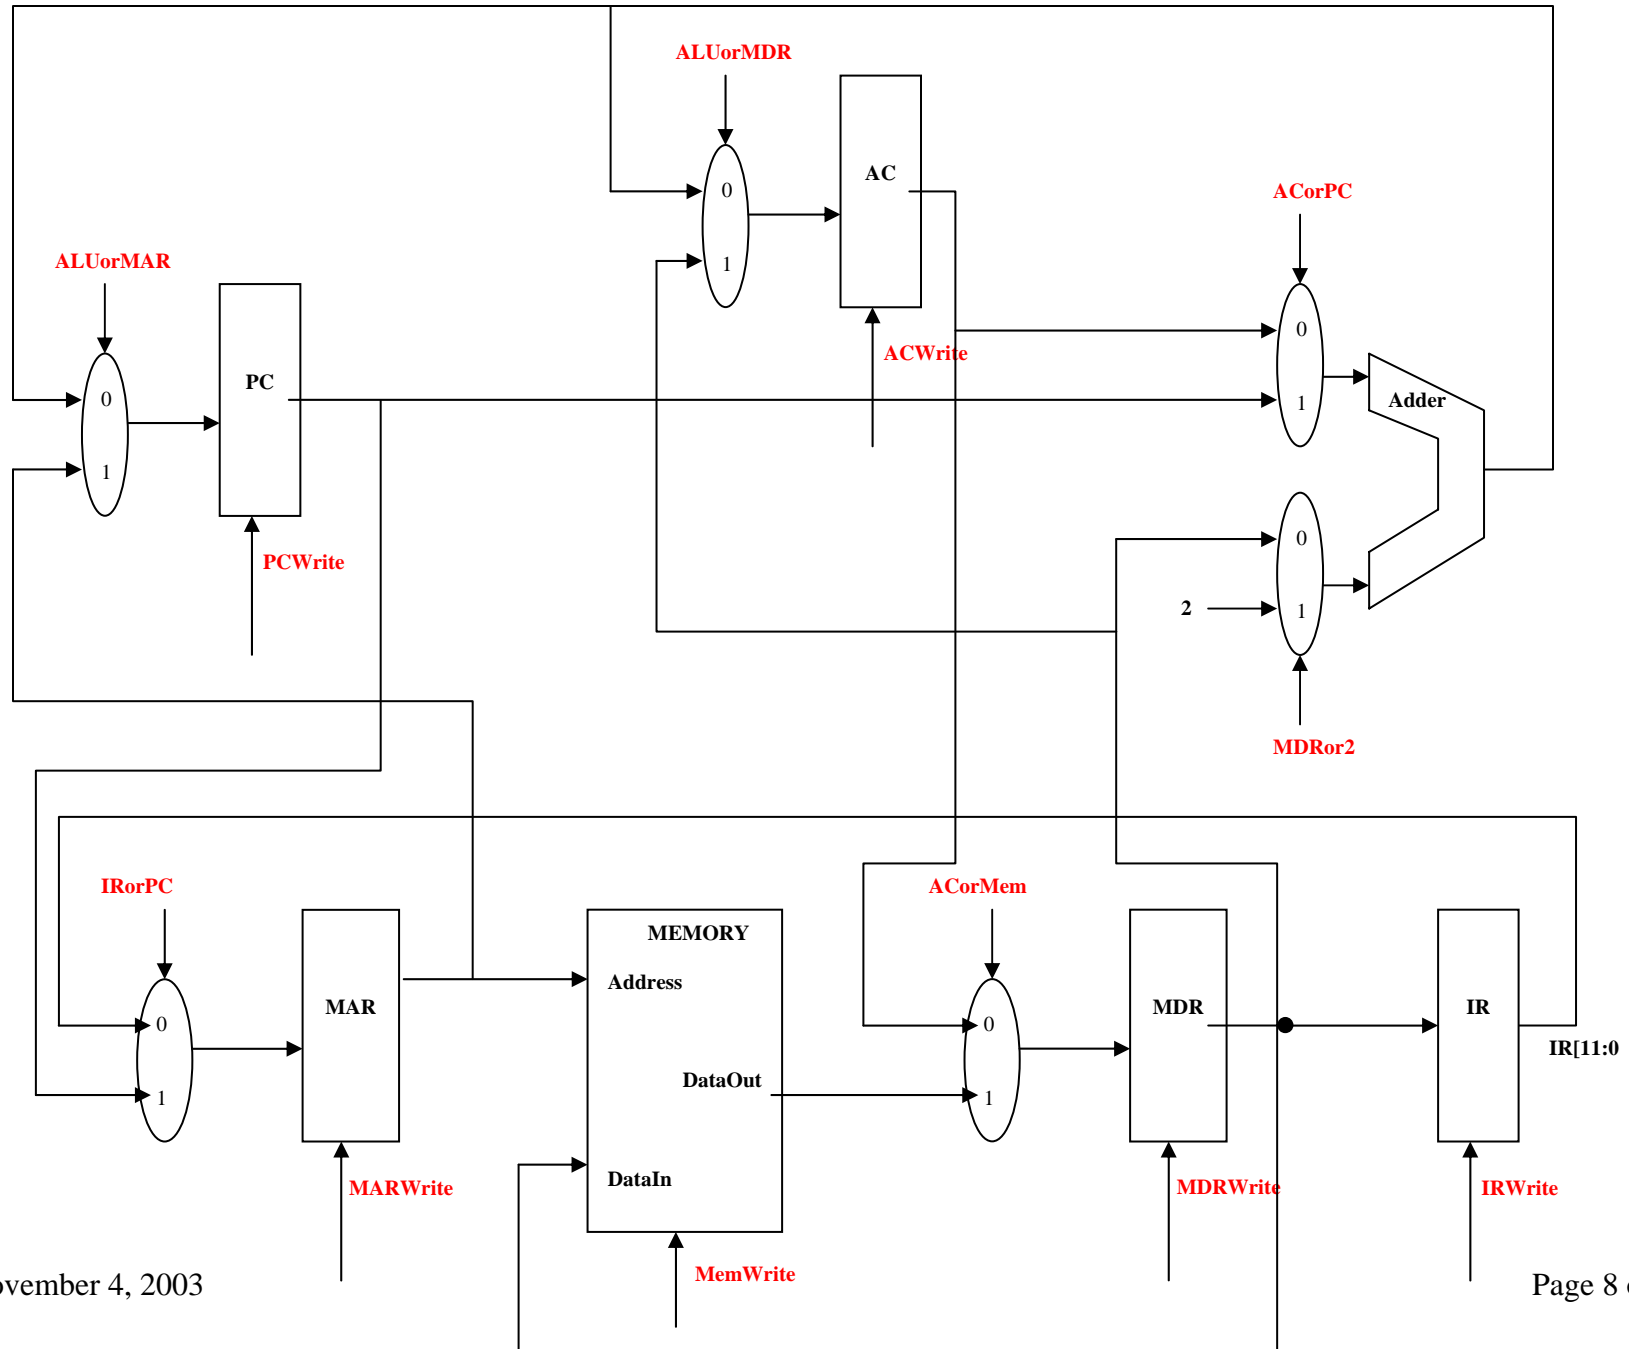 ALUorMDR
AC
0
ACorPC
ALUorMAR
1
0
ACWrite
PC
0
1
Adder
1
0
PCWrite
2
1
MDRor2
IRorPC
ACorMem
MEMORY
Address
MAR
MDR
IR
0
0
IR[11:0
DataOut
1
1
DataIn
MARWrite
MDRWrite
IRWrite
MemWrite
ovember 4, 2003
Page 8